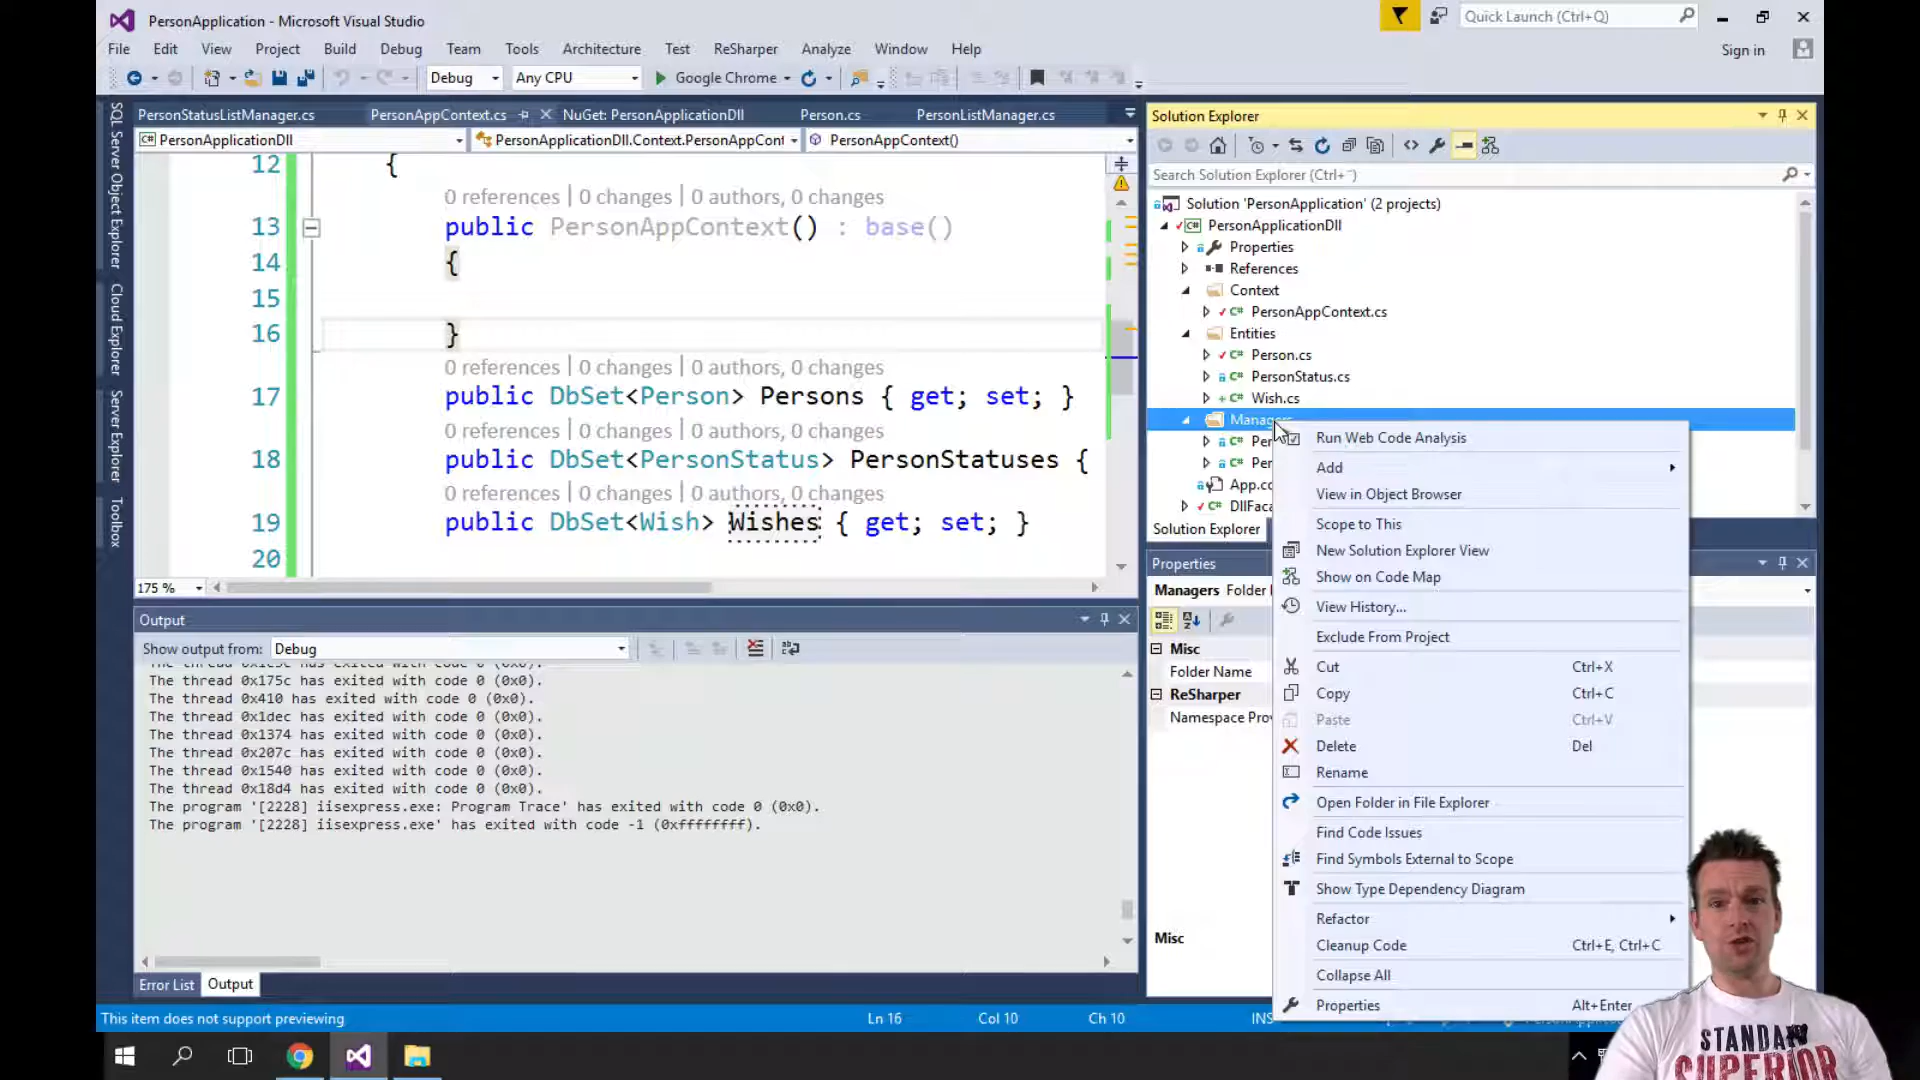 PersonApplication - Microsoft Visual Studio
Quick Launch (Ctrl+Q)
File Edit View Project Build Debug Team Tools Architecture Test ReSharper Analyze Window Help
Sign in
Debug Any CPU Google Chrome
PersonStatusListManager.cs PersonAppContext.cs NuGet: PersonApplicationDll Person.cs PersonListManager.cs
PersonApplicationDll PersonApplicationDll.Context.PersonAppCont PersonAppContext()
SQL Server Object Explorer
Cloud Explorer
Server Explorer
Toolbox
12 {
0 references | 0 changes | 0 authors, 0 changes
13 public PersonAppContext() : base()
14 {
15
16 }
0 references | 0 changes | 0 authors, 0 changes
17 public DbSet<Person> Persons { get; set; }
0 references | 0 changes | 0 authors, 0 changes
18 public DbSet<PersonStatus> PersonStatuses {
0 references | 0 changes | 0 authors, 0 changes
19 public DbSet<Wish> Wishes { get; set; }
20
175 %
Output
Show output from: Debug
The thread 0x175c has exited with code 0 (0x0).
The thread 0x410 has exited with code 0 (0x0).
The thread 0x1dec has exited with code 0 (0x0).
The thread 0x1374 has exited with code 0 (0x0).
The thread 0x207c has exited with code 0 (0x0).
The thread 0x1540 has exited with code 0 (0x0).
The thread 0x18d4 has exited with code 0 (0x0).
The program '[2228] iisexpress.exe: Program Trace' has exited with code 0 (0x0).
The program '[2228] iisexpress.exe' has exited with code -1 (0xffffffff).
Error List Output
This item does not support previewing
Ln 16 Col 10 Ch 10 INS
Solution Explorer
Search Solution Explorer (Ctrl+¨)
Solution 'PersonApplication' (2 projects)
PersonApplicationDll
Properties
References
Context
PersonAppContext.cs
Entities
Person.cs
PersonStatus.cs
Wish.cs
Managers
Per
Per
App.co
DllFaca
Solution Explorer
Properties
Managers Folder
Misc
Folder Name
ReSharper
Namespace Prov
Misc
Run Web Code Analysis
Add
View in Object Browser
Scope to This
New Solution Explorer View
Show on Code Map
View History...
Exclude From Project
Cut Ctrl+X
Copy Ctrl+C
Paste Ctrl+V
Delete Del
Rename
Open Folder in File Explorer
Find Code Issues
Find Symbols External to Scope
Show Type Dependency Diagram
Refactor
Cleanup Code Ctrl+E, Ctrl+C
Collapse All
Properties Alt+Enter
STANDARD
SUPERIOR